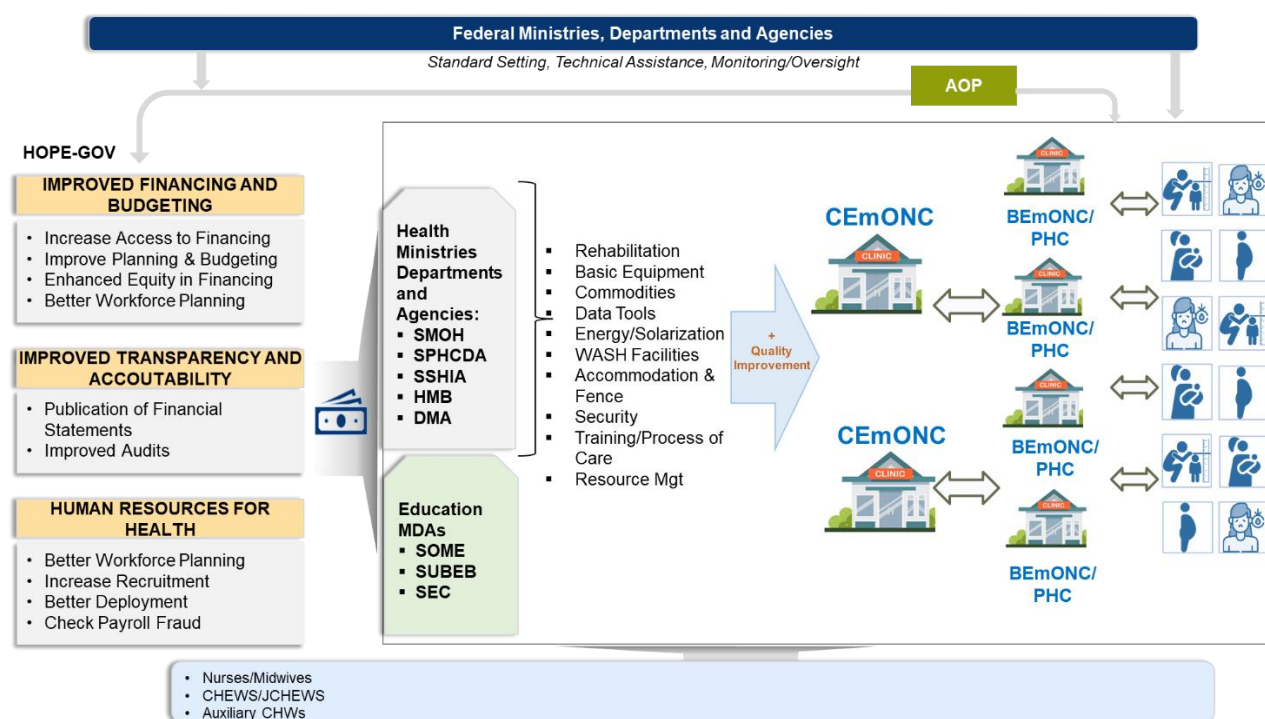 Federal Ministries, Departments and Agencies
Standard Setting, Technical Assistance, Monitoring/Oversight
AOP
HOPE-GOV
IMPROVED FINANCING AND
BUDGETING
• Increase Access to Financing
• Improve Planning & Budgeting
• Enhanced Equity in Financing
• Better Workforce Planning
IMPROVED TRANSPARENCY AND
ACCOUTABILITY
• Publication of Financial
Statements
• Improved Audits
HUMAN RESOURCES FOR
HEALTH
• Better Workforce Planning
• Increase Recruitment
• Better Deployment
• Check Payroll Fraud
Health
Ministries
Departments
and
Agencies:
▪ SMOH
▪ SPHCDA
▪ SSHIA
▪ HMB
▪ DMA
Education
MDAs
▪ SOME
▪ SUBEB
▪ SEC
▪ Rehabilitation
▪ Basic Equipment
▪ Commodities
▪ Data Tools
▪ Energy/Solarization
▪ WASH Facilities
▪ Accommodation &
Fence
▪ Security
▪ Training/Process of
Care
▪ Resource Mgt
+
Quality
Improvement
CEmONC
CLINIC
CEmONC
CLINIC
CLINIC
BEmONC/
PHC
CLINIC
BEmONC/
PHC
CLINIC
BEmONC/
PHC
CLINIC
BEmONC/
PHC
• Nurses/Midwives
• CHEWS/JCHEWS
• Auxiliary CHWs